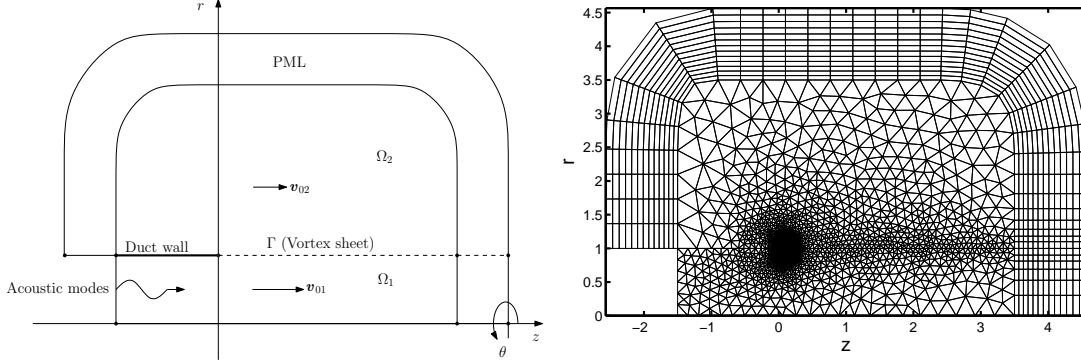 r
PML
Ω₂
v₀₂
Duct wall
Γ (Vortex sheet)
Acoustic modes
v₀₁
Ω₁
z
θ
4.5
4
3.5
3
2.5
2
1.5
1
0.5
0
r
−2 −1 0 1 2 3 4
z